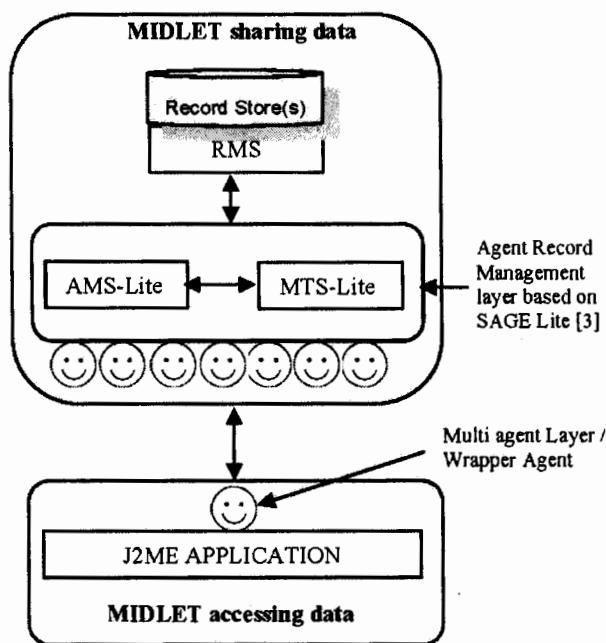 MIDLET sharing data
Record Store(s)
RMS
AMS-Lite
MTS-Lite
Agent Record
Management
layer based on
SAGE Lite [3]
Multi agent Layer /
Wrapper Agent
J2ME APPLICATION
MIDLET accessing data